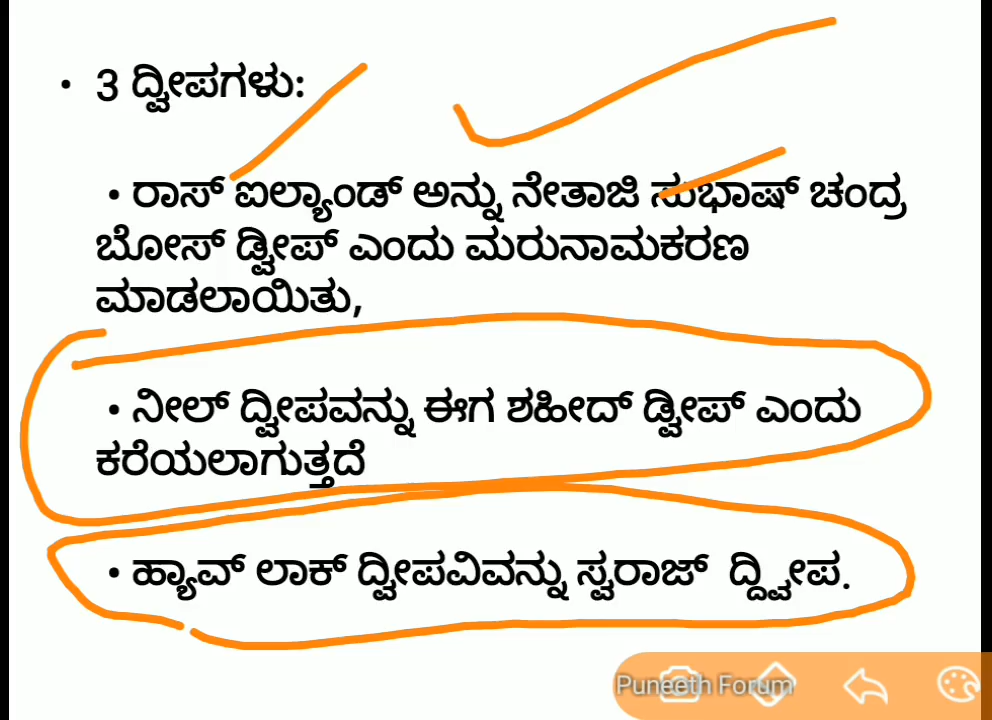 • 3 ದ್ವೀಪಗಳು:
• ರಾಸ್ ಐಲ್ಯಾಂಡ್ ಅನ್ನು ನೇತಾಜಿ ಸುಭಾಷ್ ಚಂದ್ರ
ಬೋಸ್ ಡ್ವೀಪ್ ಎಂದು ಮರುನಾಮಕರಣ
ಮಾಡಲಾಯಿತು,
• ನೀಲ್ ದ್ವೀಪವನ್ನು ಈಗ ಶಹೀದ್ ಡ್ವೀಪ್ ಎಂದು
ಕರೆಯಲಾಗುತ್ತದೆ
• ಹ್ಯಾವ್ ಲಾಕ್ ದ್ವೀಪವಿವನ್ನು ಸ್ವರಾಜ್ ದ್ದ್ವೀಪ.
Puneeth Forum